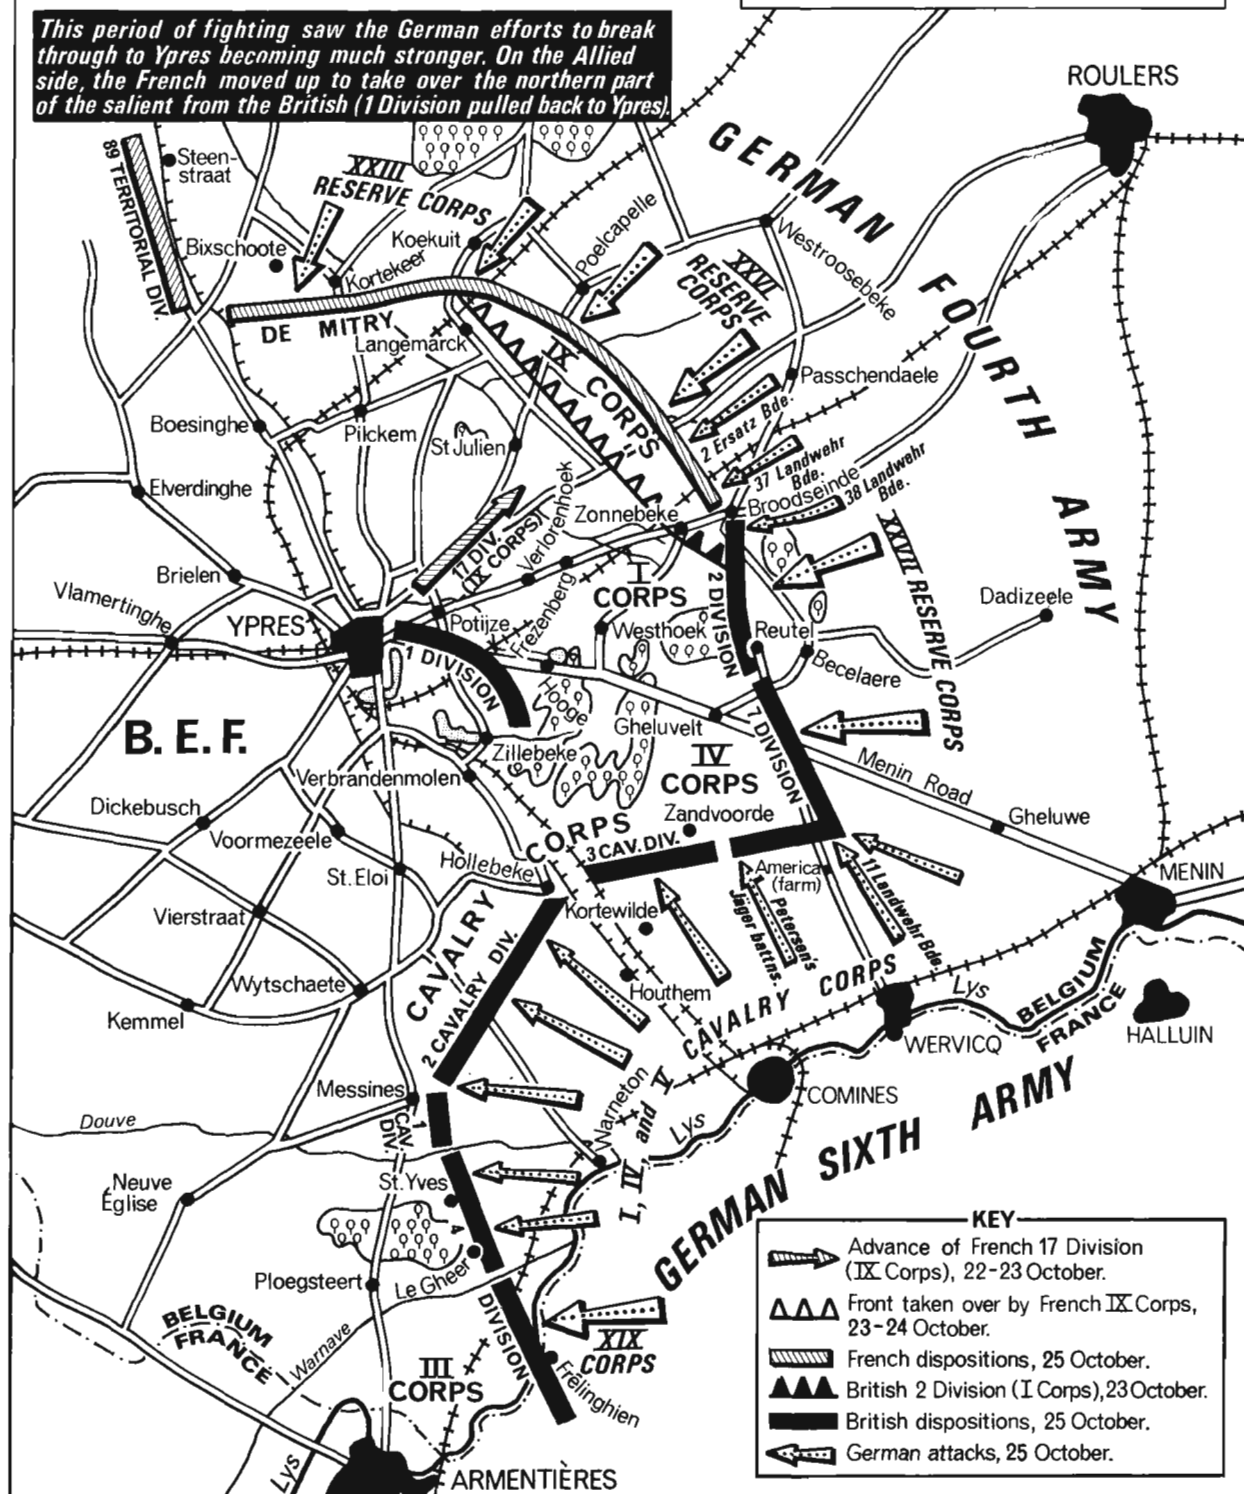 This period of fighting saw the German efforts to break
through to Ypres becoming much stronger. On the Allied
side, the French moved up to take over the northern part
of the salient from the British (1 Division pulled back to Ypres).
ROULERS
GERMAN FOURTH ARMY
89 TERRITORIAL DIV.
Steen-
straat
XXIII
RESERVE CORPS
Bixschoote
Koekuit
Kortekeer
Poelcapelle
Westroosebeke
XXVI
RESERVE
CORPS
DE MITRY
Langemarck
IX CORPS
Passchendaele
2 Ersatz Bde.
Boesinghe
Pilckem
St Julien
37 Landwehr
Bde.
38 Landwehr
Bde.
Elverdinghe
Broodseinde
Zonnebeke
Verlorenhoek
17 DIV.
(IX CORPS)
XXVII RESERVE CORPS
Brielen
Vlamertinghe
YPRES
Potijze
Frezenberg
I
CORPS
2 DIVISION
Westhoek
Reutel
Becelaere
Dadizeele
1 DIVISION
Hooge
Gheluvelt
B.E.F.
Zillebeke
Verbrandenmolen
IV
CORPS
7 DIVISION
Menin Road
Gheluwe
Dickebusch
Voormezeele
Zandvoorde
CAVALRY CORPS
3 CAV. DIV.
Hollebeke
St. Eloi
America
(farm)
11 Landwehr Bde.
MENIN
Vierstraat
Kortewilde
Petersen's
Jager battns.
Wytschaete
2 CAVALRY DIV.
Houthem
Kemmel
I, IV, and V CAVALRY CORPS
Lys
BELGIUM
FRANCE
WERVICQ
HALLUIN
COMINES
Messines
1
CAV.
DIV.
Warneton
Lys
Douve
GERMAN SIXTH ARMY
Neuve
Église
St. Yves
4 DIVISION
Le Gheer
Ploegsteert
BELGIUM
FRANCE
Warnave
XIX
CORPS
Frélinghien
III
CORPS
Lys
ARMENTIÈRES
KEY
Advance of French 17 Division
(IX Corps), 22-23 October.
Front taken over by French IX Corps,
23-24 October.
French dispositions, 25 October.
British 2 Division (I Corps), 23 October.
British dispositions, 25 October.
German attacks, 25 October.